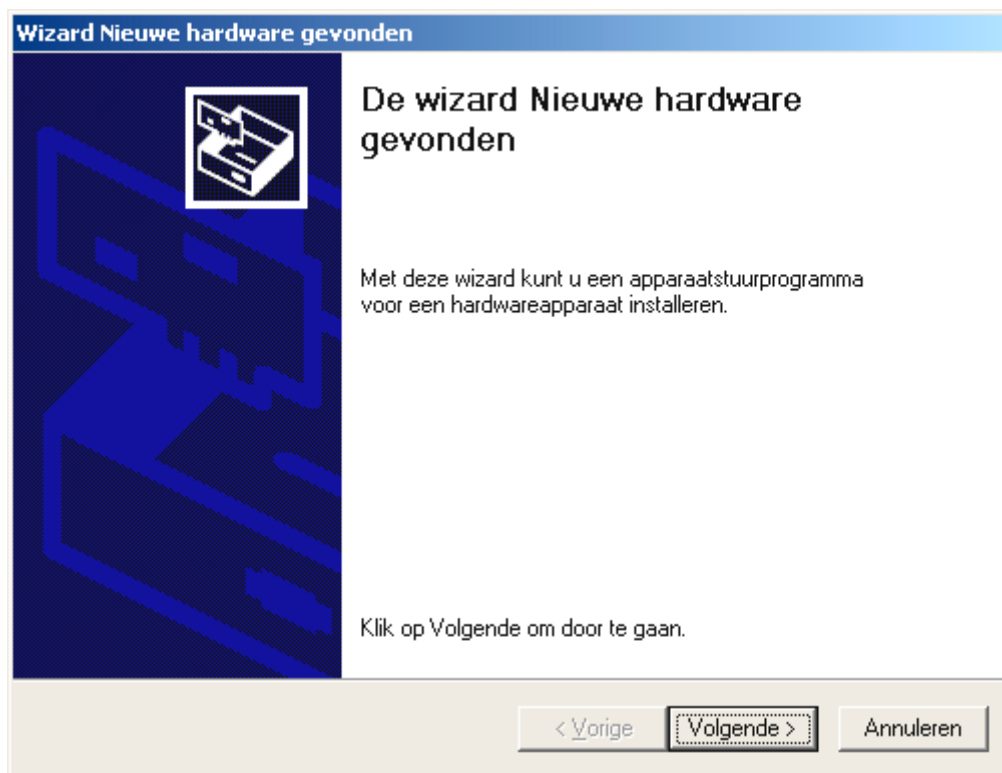 Wizard Nieuwe hardware gevonden
De wizard Nieuwe hardware
gevonden
Met deze wizard kunt u een apparaatstuurprogramma
voor een hardwareapparaat installeren.
Klik op Volgende om door te gaan.
< Vorige Volgende > Annuleren